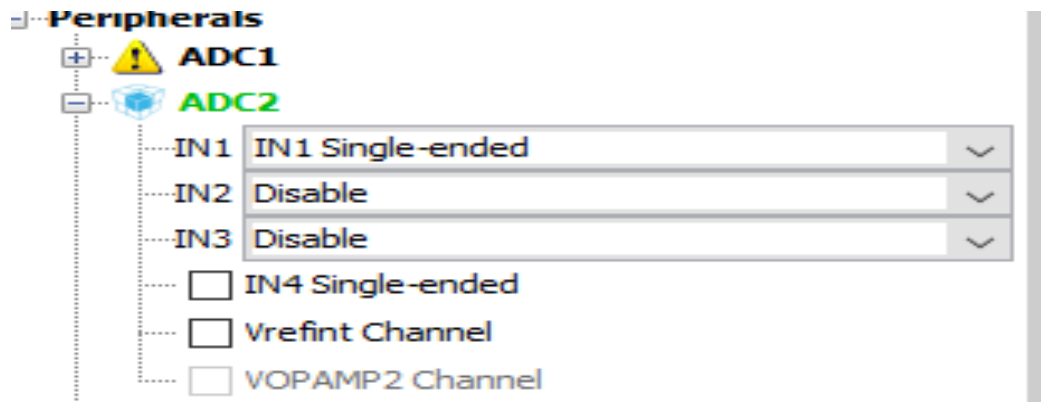 Peripherals
ADC1
ADC2
IN1 IN1 Single-ended
IN2 Disable
IN3 Disable
IN4 Single-ended
Vrefint Channel
VOPAMP2 Channel